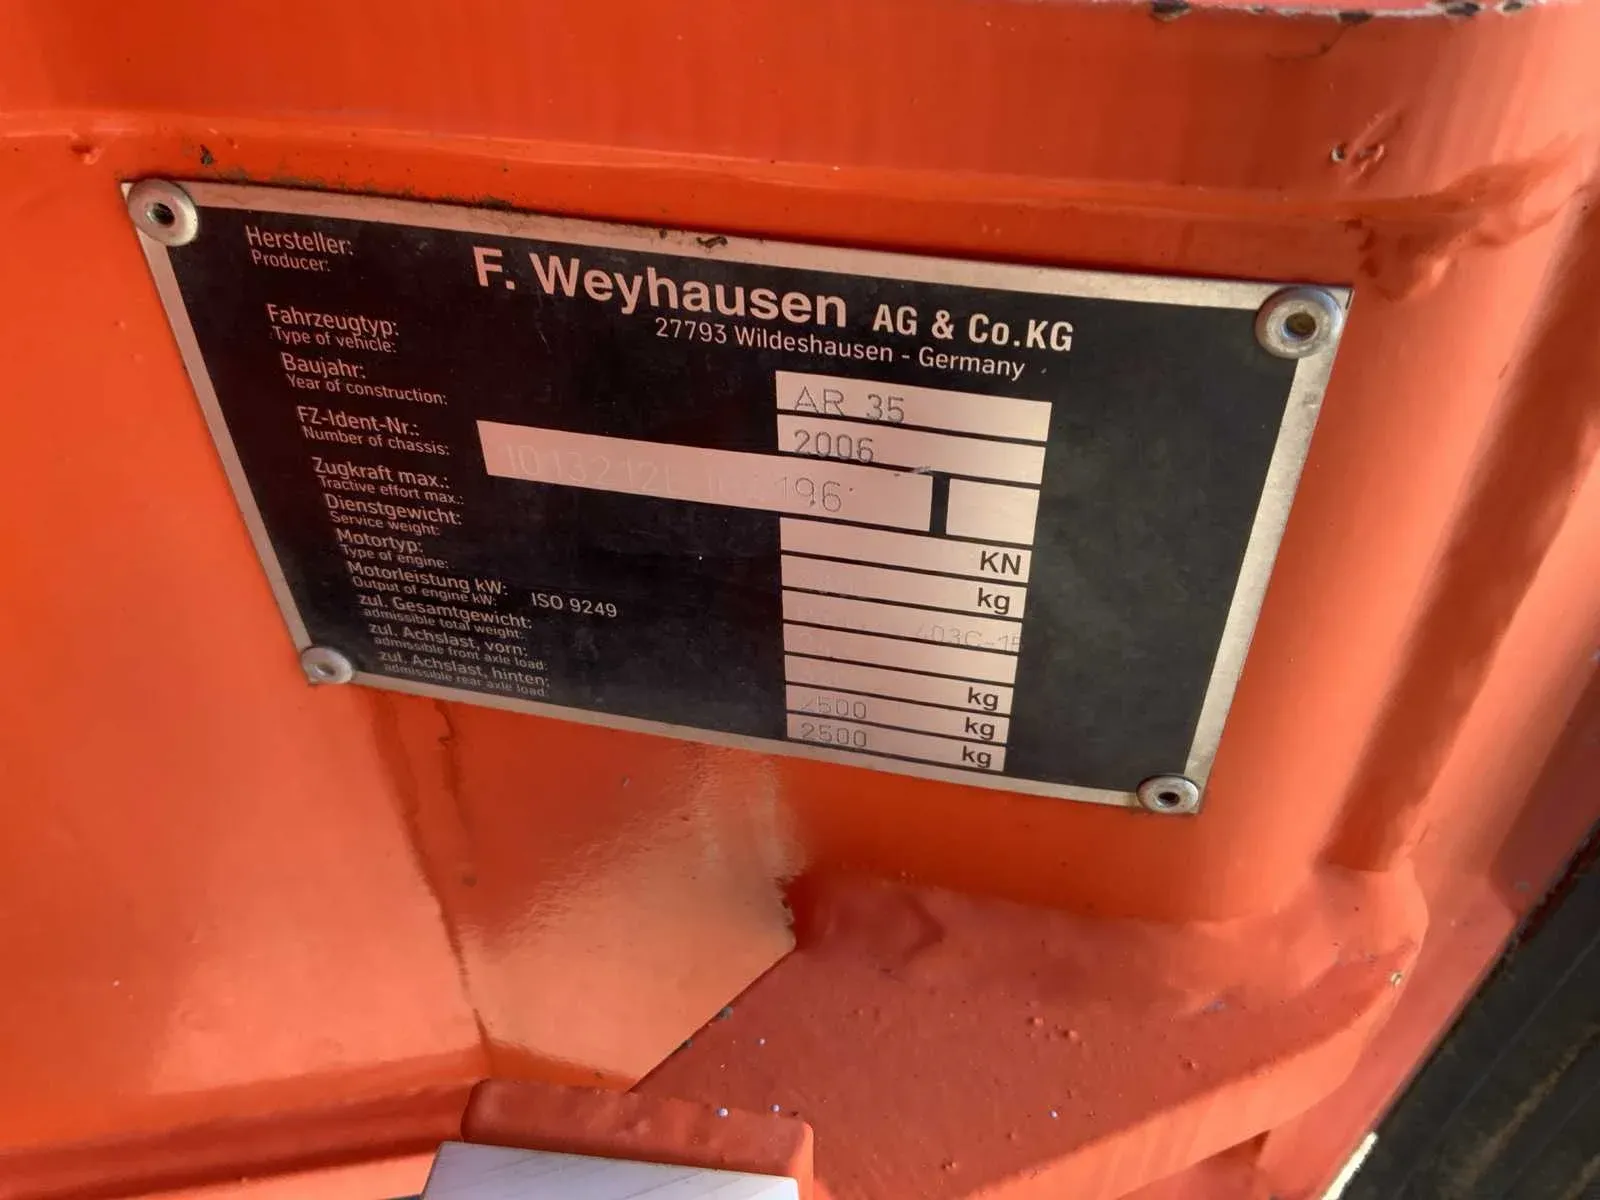 Hersteller:
Producer:
F. Weyhausen AG & Co.KG
27793 Wildeshausen - Germany
Fahrzeugtyp:
Type of vehicle:
AR 35
Baujahr:
Year of construction:
2006
FZ-Ident-Nr.:
Number of chassis:
Zugkraft max.:
Tractive effort max.:
KN
Dienstgewicht:
Service weight:
kg
Motortyp:
Type of engine:
403C-15
Motorleistung kW:
Output of engine kW:
ISO 9249
zul. Gesamtgewicht:
admissible total weight:
kg
zul. Achslast, vorn:
admissible front axle load:
2500 kg
zul. Achslast, hinten:
admissible rear axle load:
2500 kg